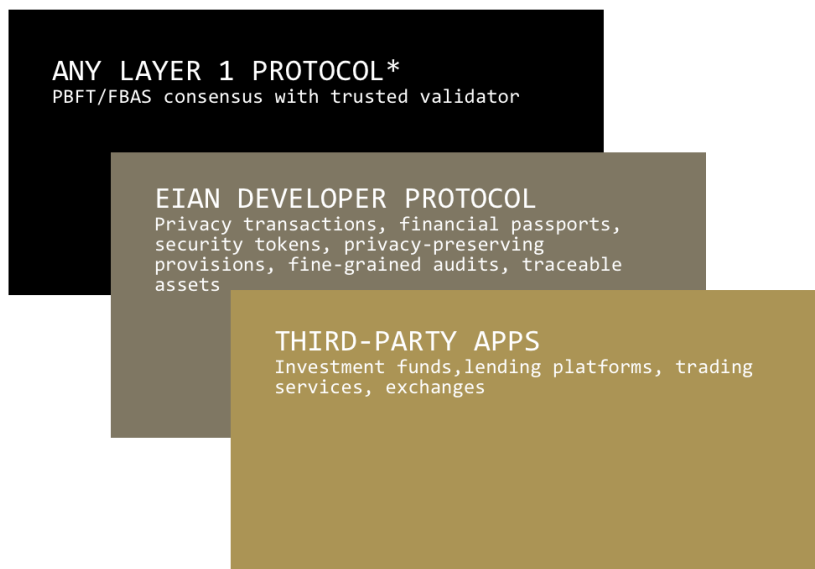 ANY LAYER 1 PROTOCOL*
PBFT/FBAS consensus with trusted validator
EIAN DEVELOPER PROTOCOL
Privacy transactions, financial passports,
security tokens, privacy-preserving
provisions, fine-grained audits, traceable
assets
THIRD-PARTY APPS
Investment funds,lending platforms, trading
services, exchanges